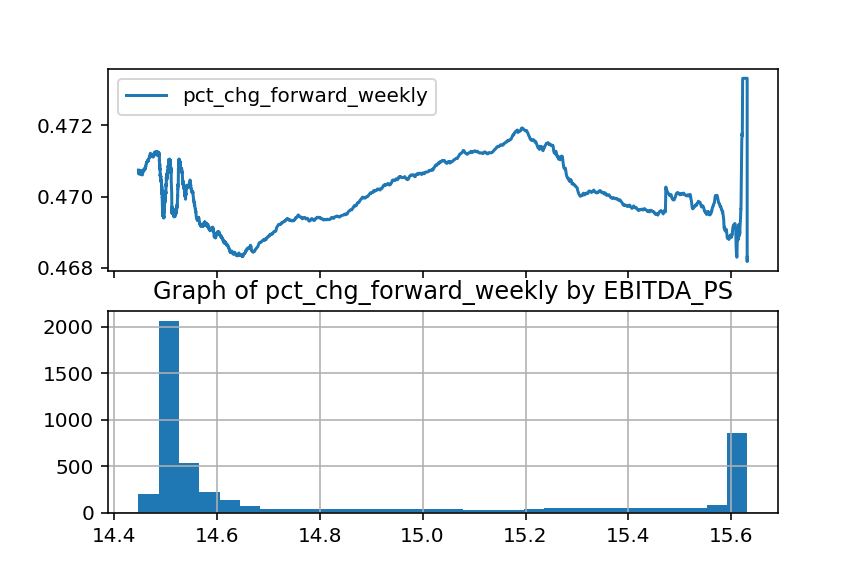 pct_chg_forward_weekly
0.472
0.470
0.468
Graph of pct_chg_forward_weekly by EBITDA_PS
2000
1500
1000
500
0
14.4 14.6 14.8 15.0 15.2 15.4 15.6